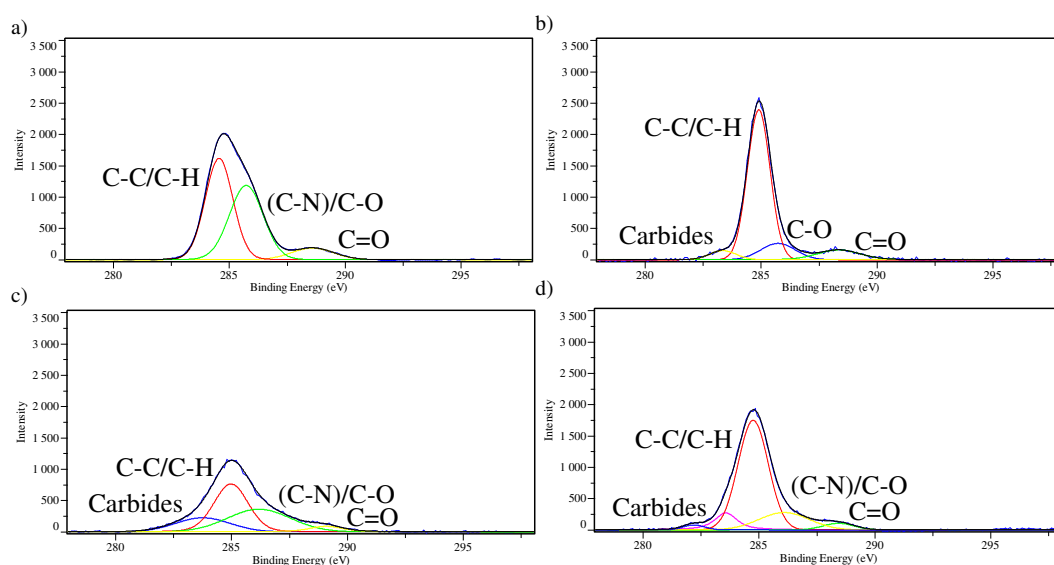 a)
3 500
3 000
2 500
2 000
1 500
1 000
500
0
Intensity
C-C/C-H
(C-N)/C-O
C=O
280
285
290
295
Binding Energy (eV)
b)
3 500
3 000
2 500
2 000
1 500
1 000
500
0
Intensity
C-C/C-H
C-O
Carbides
C=O
280
285
290
295
Binding Energy (eV)
c)
3 500
3 000
2 500
2 000
1 500
1 000
500
0
Intensity
C-C/C-H
(C-N)/C-O
Carbides
C=O
280
285
290
295
Binding Energy (eV)
d)
3 500
3 000
2 500
2 000
1 500
1 000
500
0
Intensity
C-C/C-H
(C-N)/C-O
Carbides
C=O
280
285
290
295
Binding Energy (eV)